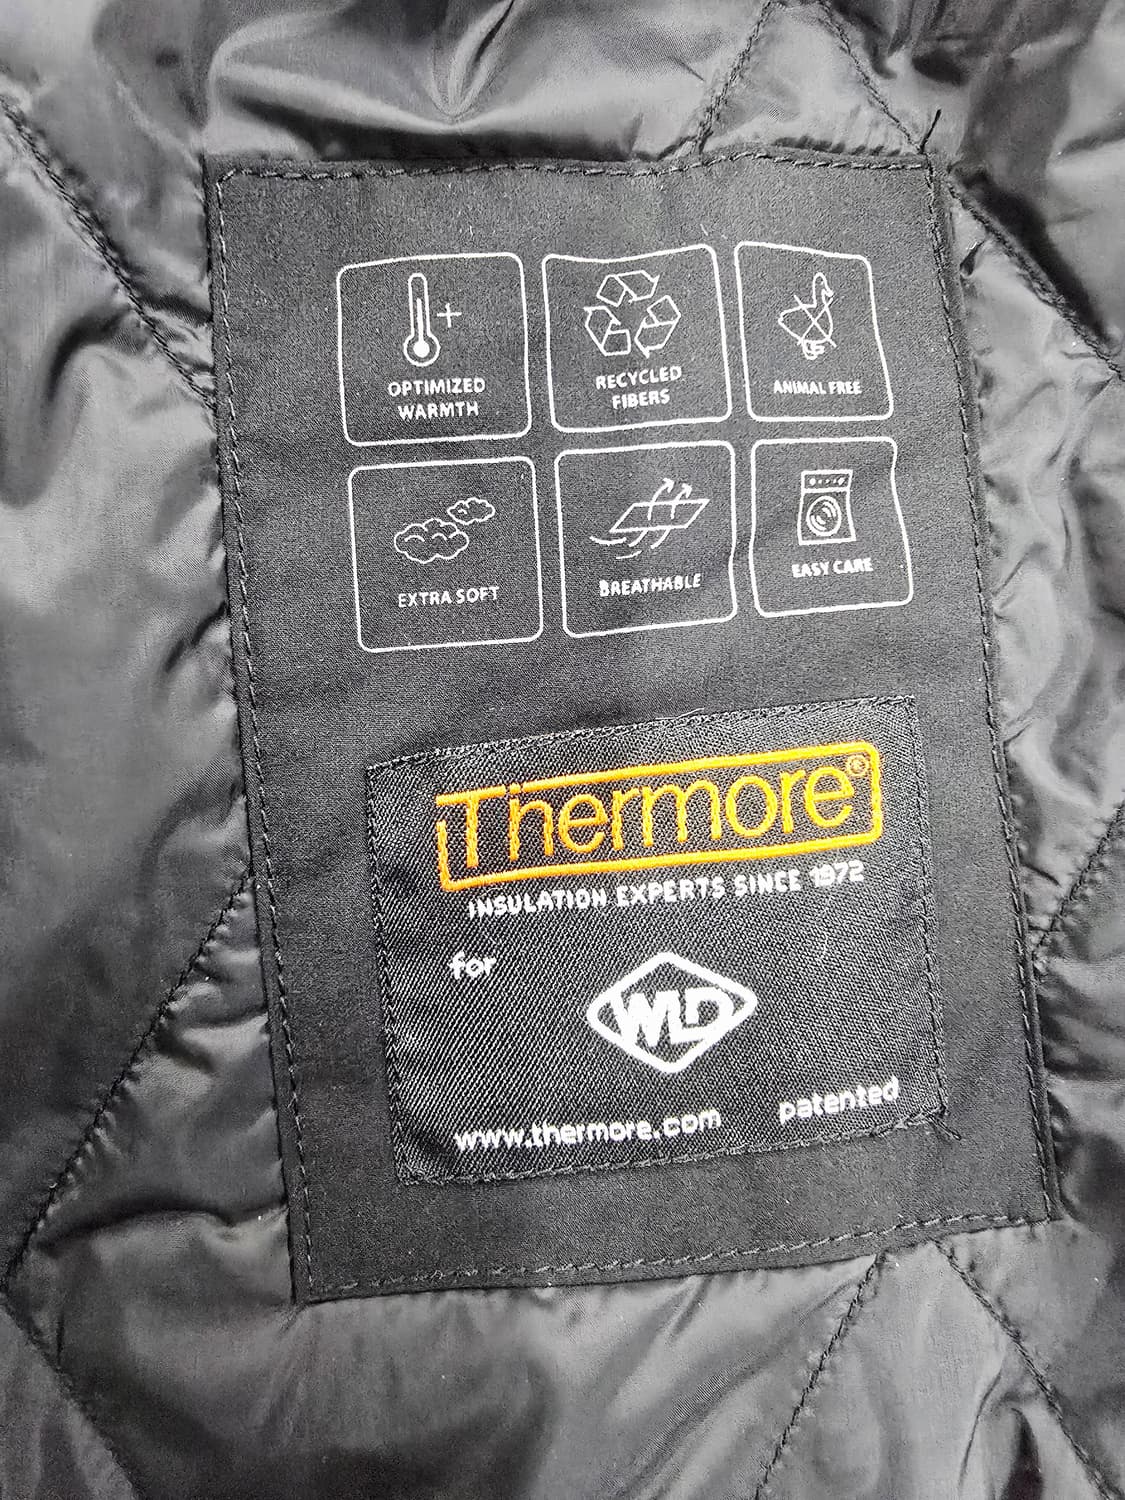 OPTIMIZED
WARMTH
RECYCLED
FIBERS
ANIMAL FREE
EXTRA SOFT
BREATHABLE
EASY CARE
Thermore®
INSULATION EXPERTS SINCE 1972
for
WLD
www.thermore.com
patented